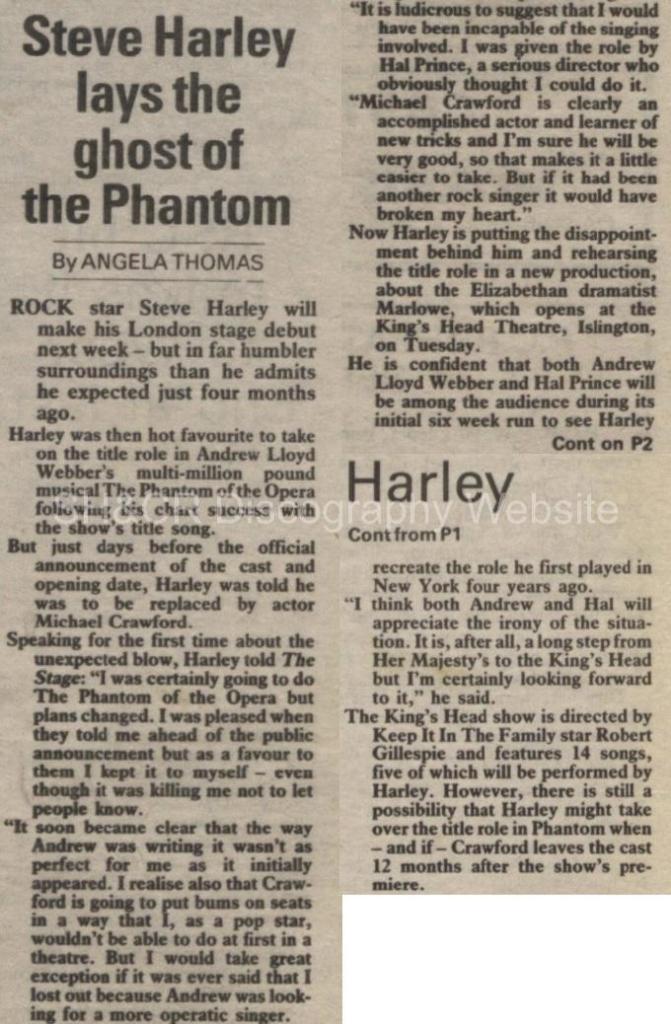 Steve Harley
lays the
ghost of
the Phantom
By ANGELA THOMAS
ROCK star Steve Harley will
make his London stage debut
next week – but in far humbler
surroundings than he admits
he expected just four months
ago.
Harley was then hot favourite to take
on the title role in Andrew Lloyd
Webber's multi-million pound
musical The Phantom of the Opera
following his chart success with
the show's title song.
But just days before the official
announcement of the cast and
opening date, Harley was told he
was to be replaced by actor
Michael Crawford.
Speaking for the first time about the
unexpected blow, Harley told The
Stage: "I was certainly going to do
The Phantom of the Opera but
plans changed. I was pleased when
they told me ahead of the public
announcement but as a favour to
them I kept it to myself – even
though it was killing me not to let
people know.
"It soon became clear that the way
Andrew was writing it wasn't as
perfect for me as it initially
appeared. I realise also that Craw-
ford is going to put bums on seats
in a way that I, as a pop star,
wouldn't be able to do at first in a
theatre. But I would take great
exception if it was ever said that I
lost out because Andrew was look-
ing for a more operatic singer.
"It is ludicrous to suggest that I would
have been incapable of the singing
involved. I was given the role by
Hal Prince, a serious director who
obviously thought I could do it.
"Michael Crawford is clearly an
accomplished actor and learner of
new tricks and I'm sure he will be
very good, so that makes it a little
easier to take. But if it had been
another rock singer it would have
broken my heart."
Now Harley is putting the disappoint-
ment behind him and rehearsing
the title role in a new production,
about the Elizabethan dramatist
Marlowe, which opens at the
King's Head Theatre, Islington,
on Tuesday.
He is confident that both Andrew
Lloyd Webber and Hal Prince will
be among the audience during its
initial six week run to see Harley
Cont on P2
Harley
Discography Website
Cont from P1
recreate the role he first played in
New York four years ago.
"I think both Andrew and Hal will
appreciate the irony of the situa-
tion. It is, after all, a long step from
Her Majesty's to the King's Head
but I'm certainly looking forward
to it," he said.
The King's Head show is directed by
Keep It In The Family star Robert
Gillespie and features 14 songs,
five of which will be performed by
Harley. However, there is still a
possibility that Harley might take
over the title role in Phantom when
– and if – Crawford leaves the cast
12 months after the show's pre-
miere.